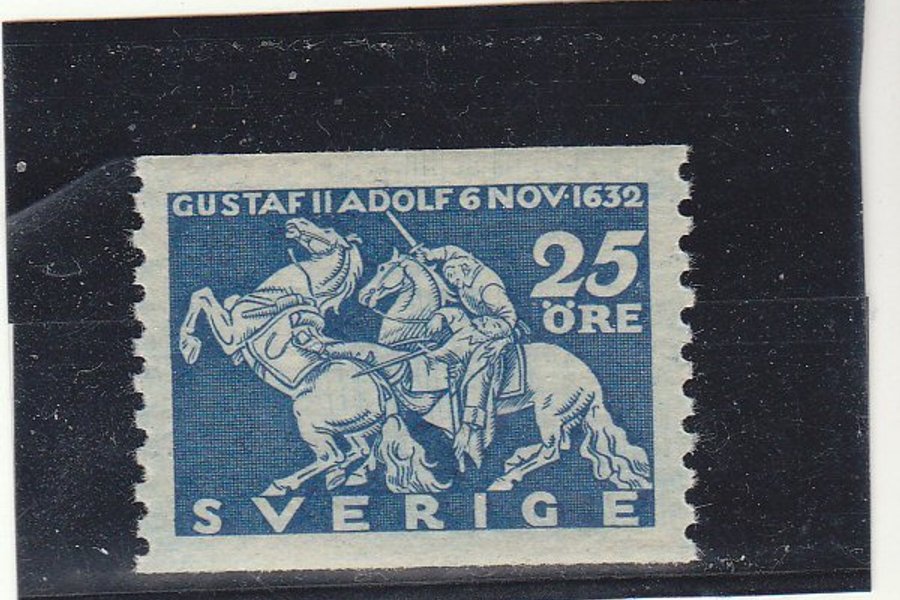 GUSTAF II ADOLF 6 NOV·1632
25
ÖRE
SVERIGE